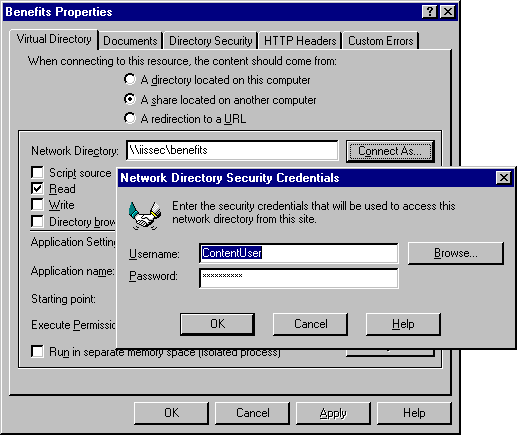 Benefits Properties
Virtual Directory Documents Directory Security HTTP Headers Custom Errors
When connecting to this resource, the content should come from:
A directory located on this computer
A share located on another computer
A redirection to a URL
Network Directory: \\iissec\benefits Connect As...
Script source
Read
Write
Directory brow
Application Setting
Application name:
Starting point:
Execute Permissio
Run in separate memory space (isolated process)
Network Directory Security Credentials
Enter the security credentials that will be used to access this
network directory from this site.
Username: ContentUser Browse...
Password: xxxxxxxxxx
OK Cancel Help
OK Cancel Apply Help